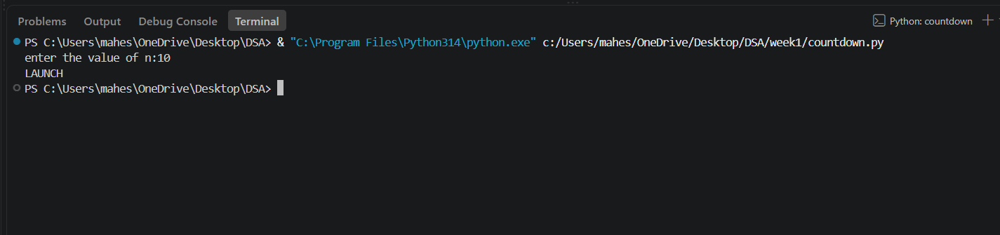 Problems Output Debug Console Terminal Python: countdown
PS C:\Users\mahes\OneDrive\Desktop\DSA> & "C:\Program Files\Python314\python.exe" c:/Users/mahes/OneDrive/Desktop/DSA/week1/countdown.py
enter the value of n:10
LAUNCH
PS C:\Users\mahes\OneDrive\Desktop\DSA>